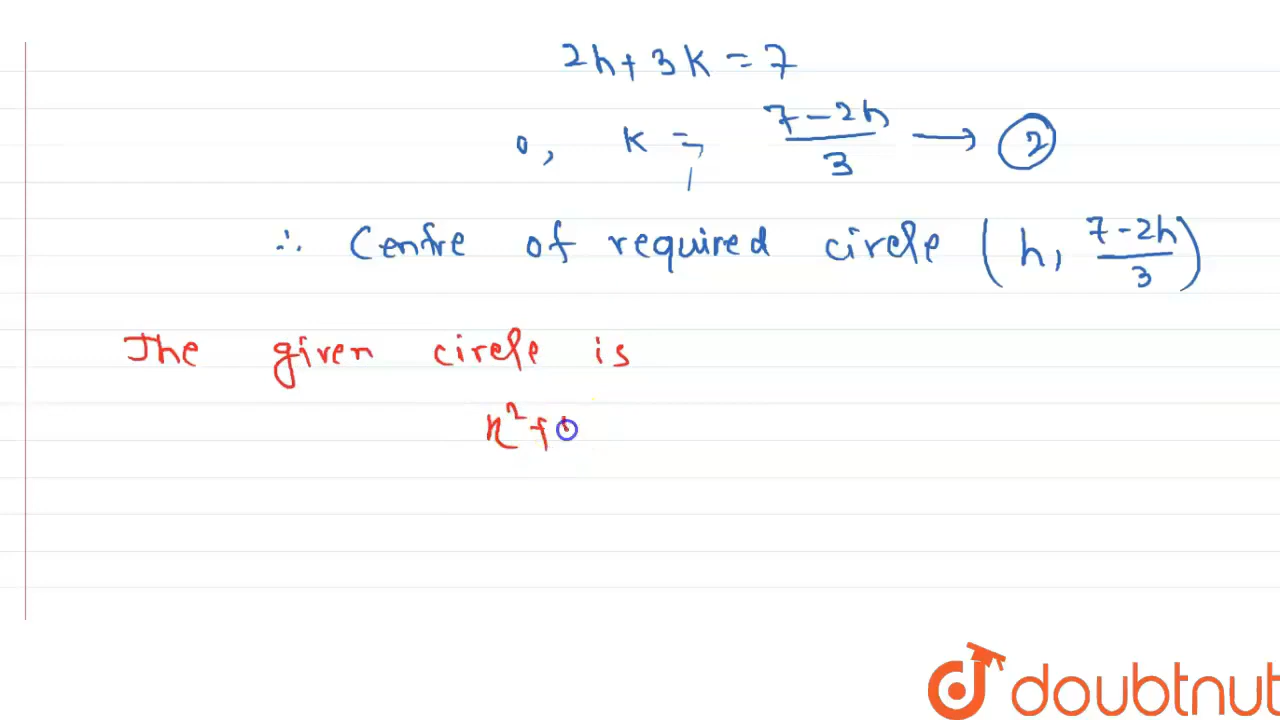 2h + 3k = 7
o, k = (7 - 2h)/3 → (2)
∴ Centre of required circle (h, (7 - 2h)/3)
The given circle is
x² +
doubtnut